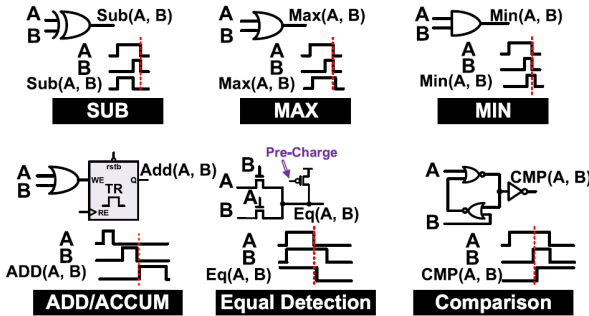 A
B
Sub(A, B)
A
B
Sub(A, B)
SUB
A
B
Max(A, B)
A
B
Max(A, B)
MAX
A
B
Min(A, B)
A
B
Min(A, B)
MIN
A
B
rstb
WE
Q
TR
RE
Add(A, B)
A
B
ADD(A, B)
ADD/ACCUM
Pre-Charge
B
A
A
B
Eq(A, B)
A
B
Eq(A, B)
Equal Detection
A
B
CMP(A, B)
A
B
CMP(A, B)
Comparison